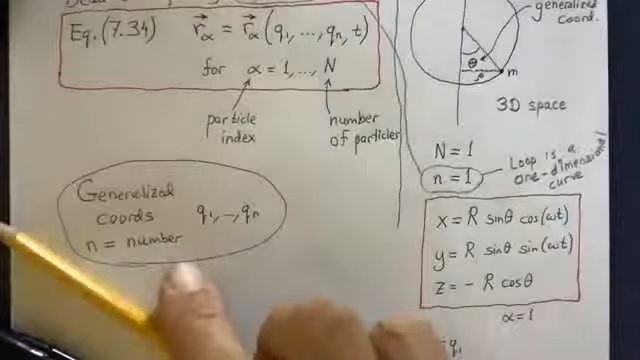 Eq. (7.34) r⃗α = r⃗α (q₁, ..., qₙ, t)
for α = 1, ..., N
particle index
number of particles
Generalized
coords q₁, ..., qₙ
n = number
generalized
coord.
θ
ρ
m
3D space
N = 1
n = 1
Loop is a
one-dimensional
curve
x = R sinθ cos(ωt)
y = R sinθ sin(ωt)
z = - R cosθ
α = 1
= q₁